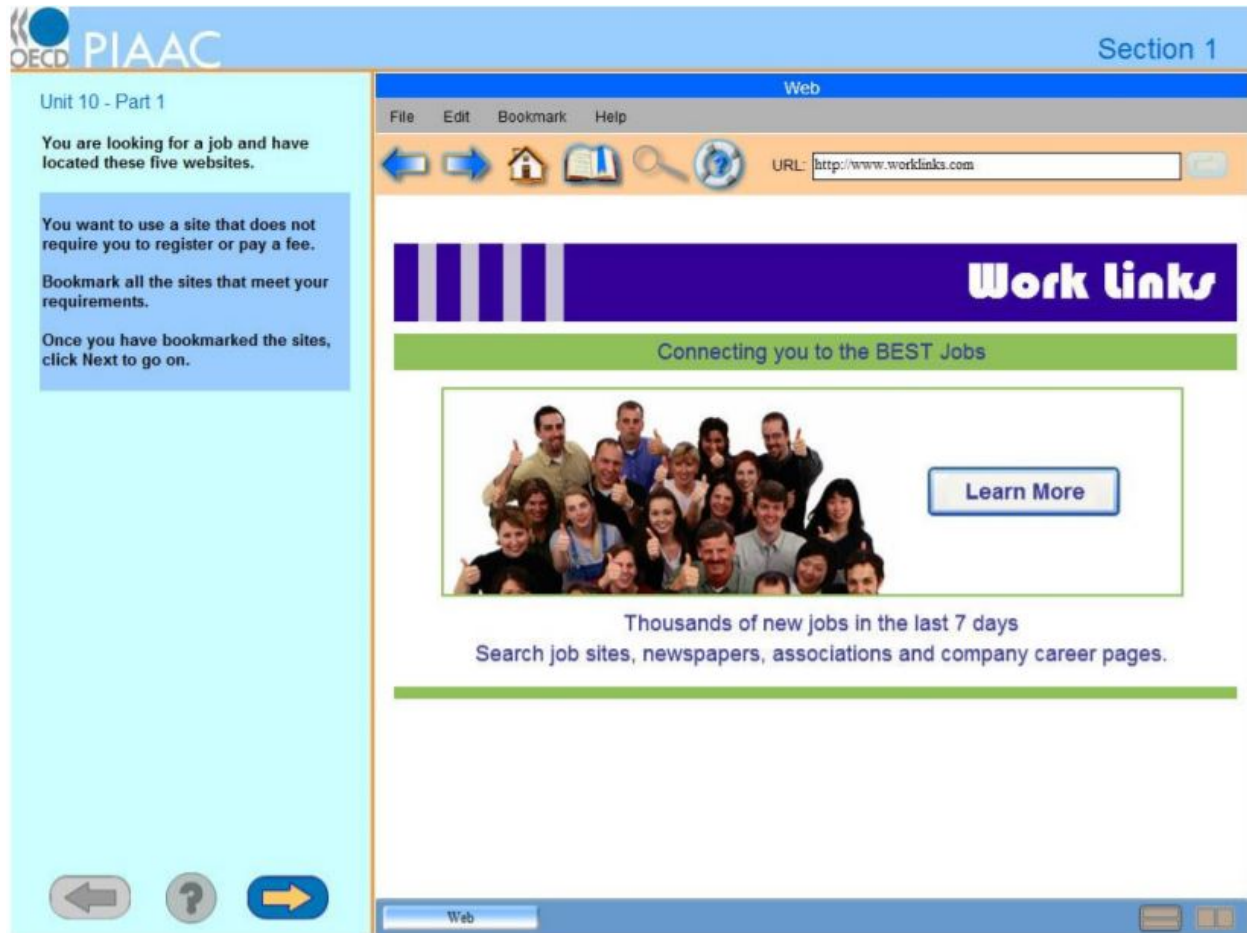 OECD PIAAC
Section 1
Unit 10 - Part 1
You are looking for a job and have
located these five websites.
You want to use a site that does not
require you to register or pay a fee.
Bookmark all the sites that meet your
requirements.
Once you have bookmarked the sites,
click Next to go on.
Web
File Edit Bookmark Help
URL: http://www.worklinks.com
Work Links
Connecting you to the BEST Jobs
Learn More
Thousands of new jobs in the last 7 days
Search job sites, newspapers, associations and company career pages.
?
Web